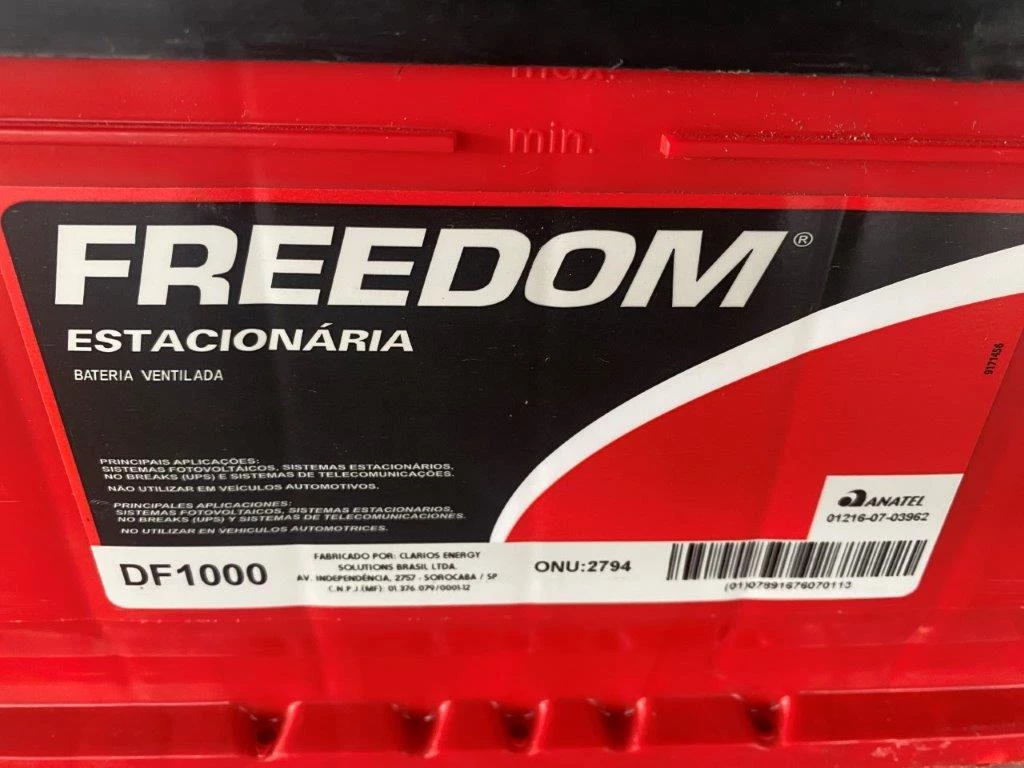 max.
min.
FREEDOM®
ESTACIONÁRIA
BATERIA VENTILADA
9171456
PRINCIPAIS APLICAÇÕES:
SISTEMAS FOTOVOLTÁICOS, SISTEMAS ESTACIONÁRIOS,
NO BREAKS (UPS) E SISTEMAS DE TELECOMUNICAÇÕES.
NÃO UTILIZAR EM VEÍCULOS AUTOMOTIVOS.
PRINCIPALES APLICACIONES:
SISTEMAS FOTOVOLTAICOS, SISTEMAS ESTACIONARIOS,
NO BREAKS (UPS) Y SISTEMAS DE TELECOMUNICACIONES.
NO UTILIZAR EN VEHICULOS AUTOMOTRICES.
ANATEL
01216-07-03962
DF1000
FABRICADO POR: CLARIOS ENERGY
SOLUTIONS BRASIL LTDA.
AV. INDEPENDÊNCIA, 2757 - SOROCABA / SP
C.N.P.J.(MF): 01.376.079/0001-12
ONU:2794
(01)07891676070113